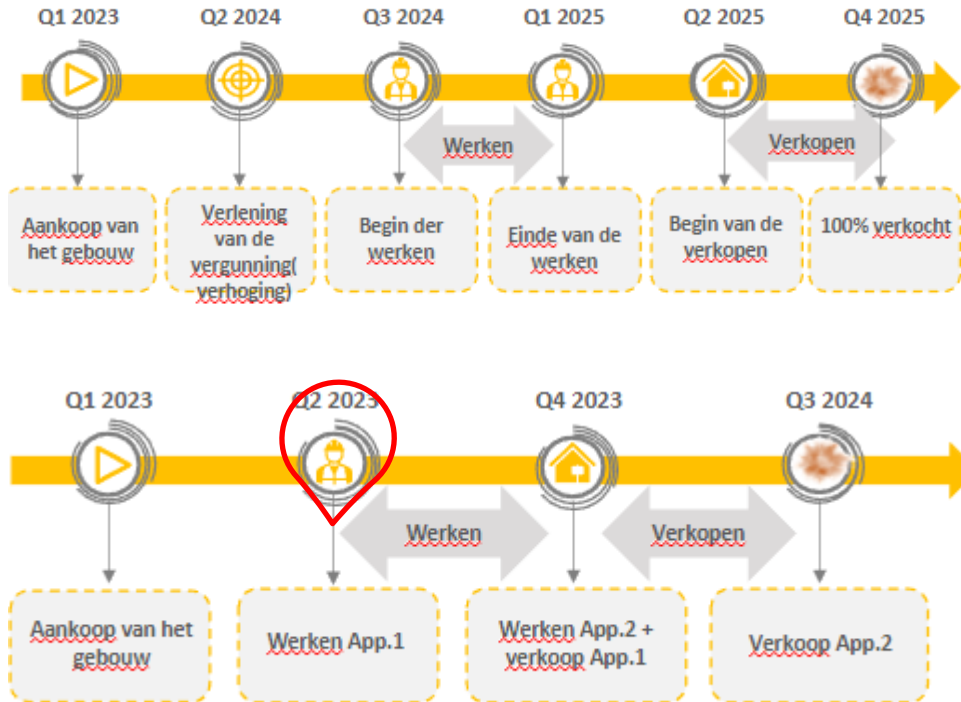 Q1 2023 Q2 2024 Q3 2024 Q1 2025 Q2 2025 Q4 2025
Werken
Verkopen
Aankoop van
het gebouw
Verlening
van de
vergunning(
verhoging)
Begin der
werken
Einde van de
werken
Begin van de
verkopen
100% verkocht
Q1 2023 Q2 2023 Q4 2023 Q3 2024
Werken
Verkopen
Aankoop van het
gebouw
Werken App.1
Werken App.2 +
verkoop App.1
Verkoop App.2